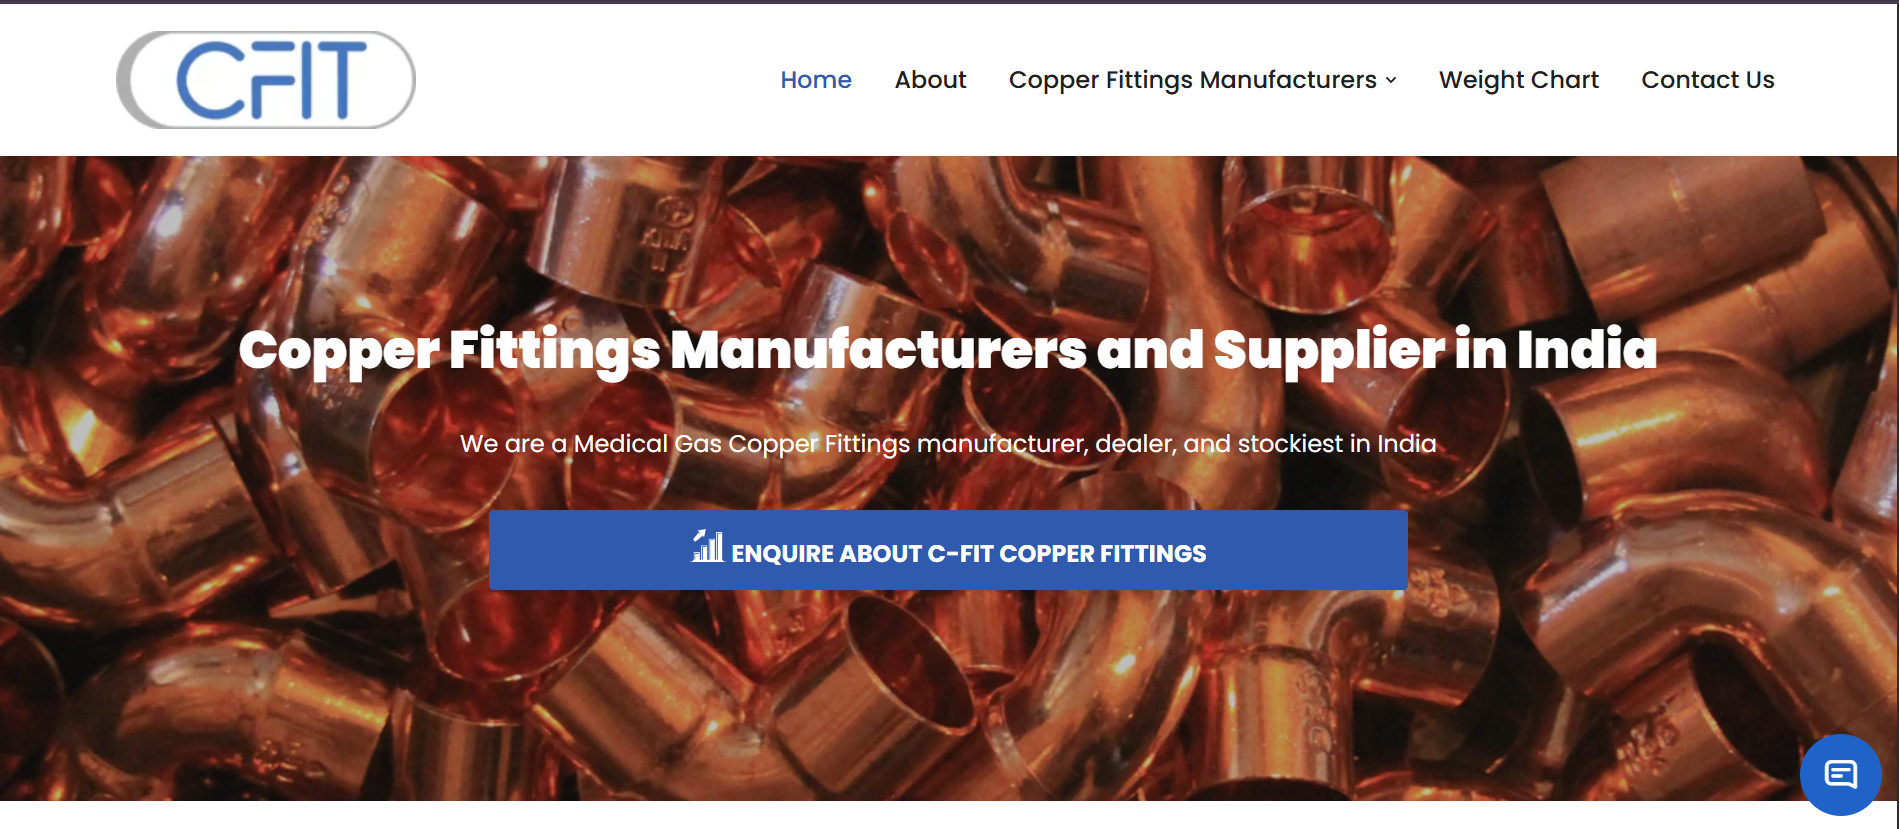 CFIT
Home About Copper Fittings Manufacturers Weight Chart Contact Us
Copper Fittings Manufacturers and Supplier in India
We are a Medical Gas Copper Fittings manufacturer, dealer, and stockiest in India
ENQUIRE ABOUT C-FIT COPPER FITTINGS